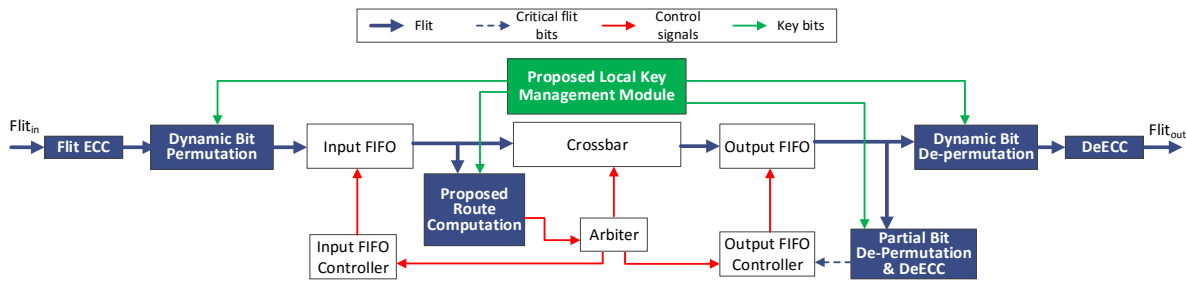 Flit
Critical flit
bits
Control
signals
Key bits
Proposed Local Key
Management Module
Flitin
Flit ECC
Dynamic Bit
Permutation
Input FIFO
Crossbar
Output FIFO
Dynamic Bit
De-permutation
DeECC
Flitout
Proposed
Route
Computation
Arbiter
Input FIFO
Controller
Output FIFO
Controller
Partial Bit
De-Permutation
& DeECC